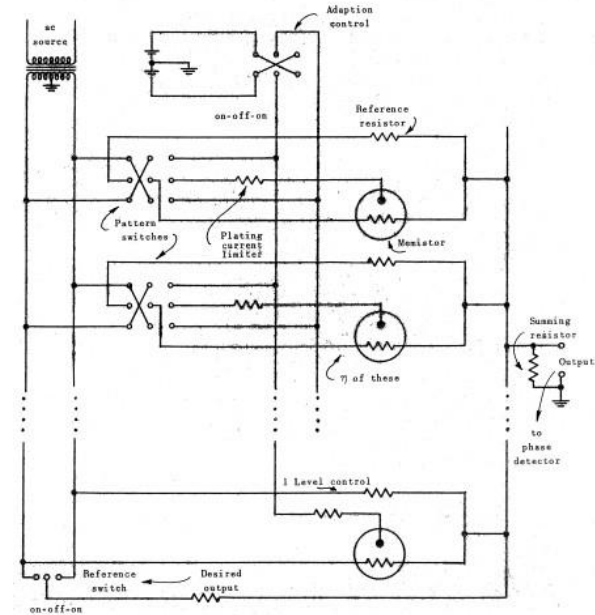 ac
source
Adaption
control
on-off-on
Reference
resistor
Pattern
switches
Plating
current
limiter
Memistor
η of these
Summing
resistor
Output
to
phase
detector
1 Level control
Reference
switch
Desired
output
on-off-on